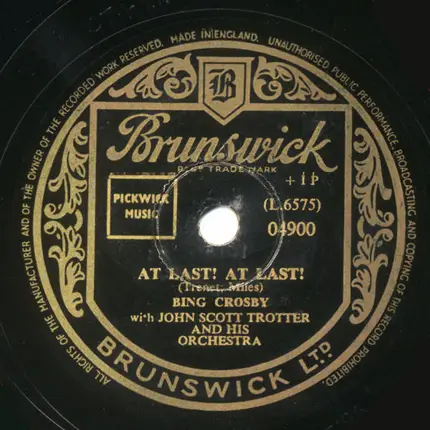 ALL RIGHTS OF THE MANUFACTURER AND OF THE OWNER OF THE RECORDED WORK RESERVED. MADE IN ENGLAND. UNAUTHORISED PUBLIC PERFORMANCE, BROADCASTING AND COPYING OF THIS RECORD PROHIBITED.
B
Brunswick
REGD TRADE MARK
+1P
PICKWICK
MUSIC
(L.6575)
04900
AT LAST! AT LAST!
(Trenet; Miles)
BING CROSBY
with JOHN SCOTT TROTTER
AND HIS
ORCHESTRA
BRUNSWICK LTD.